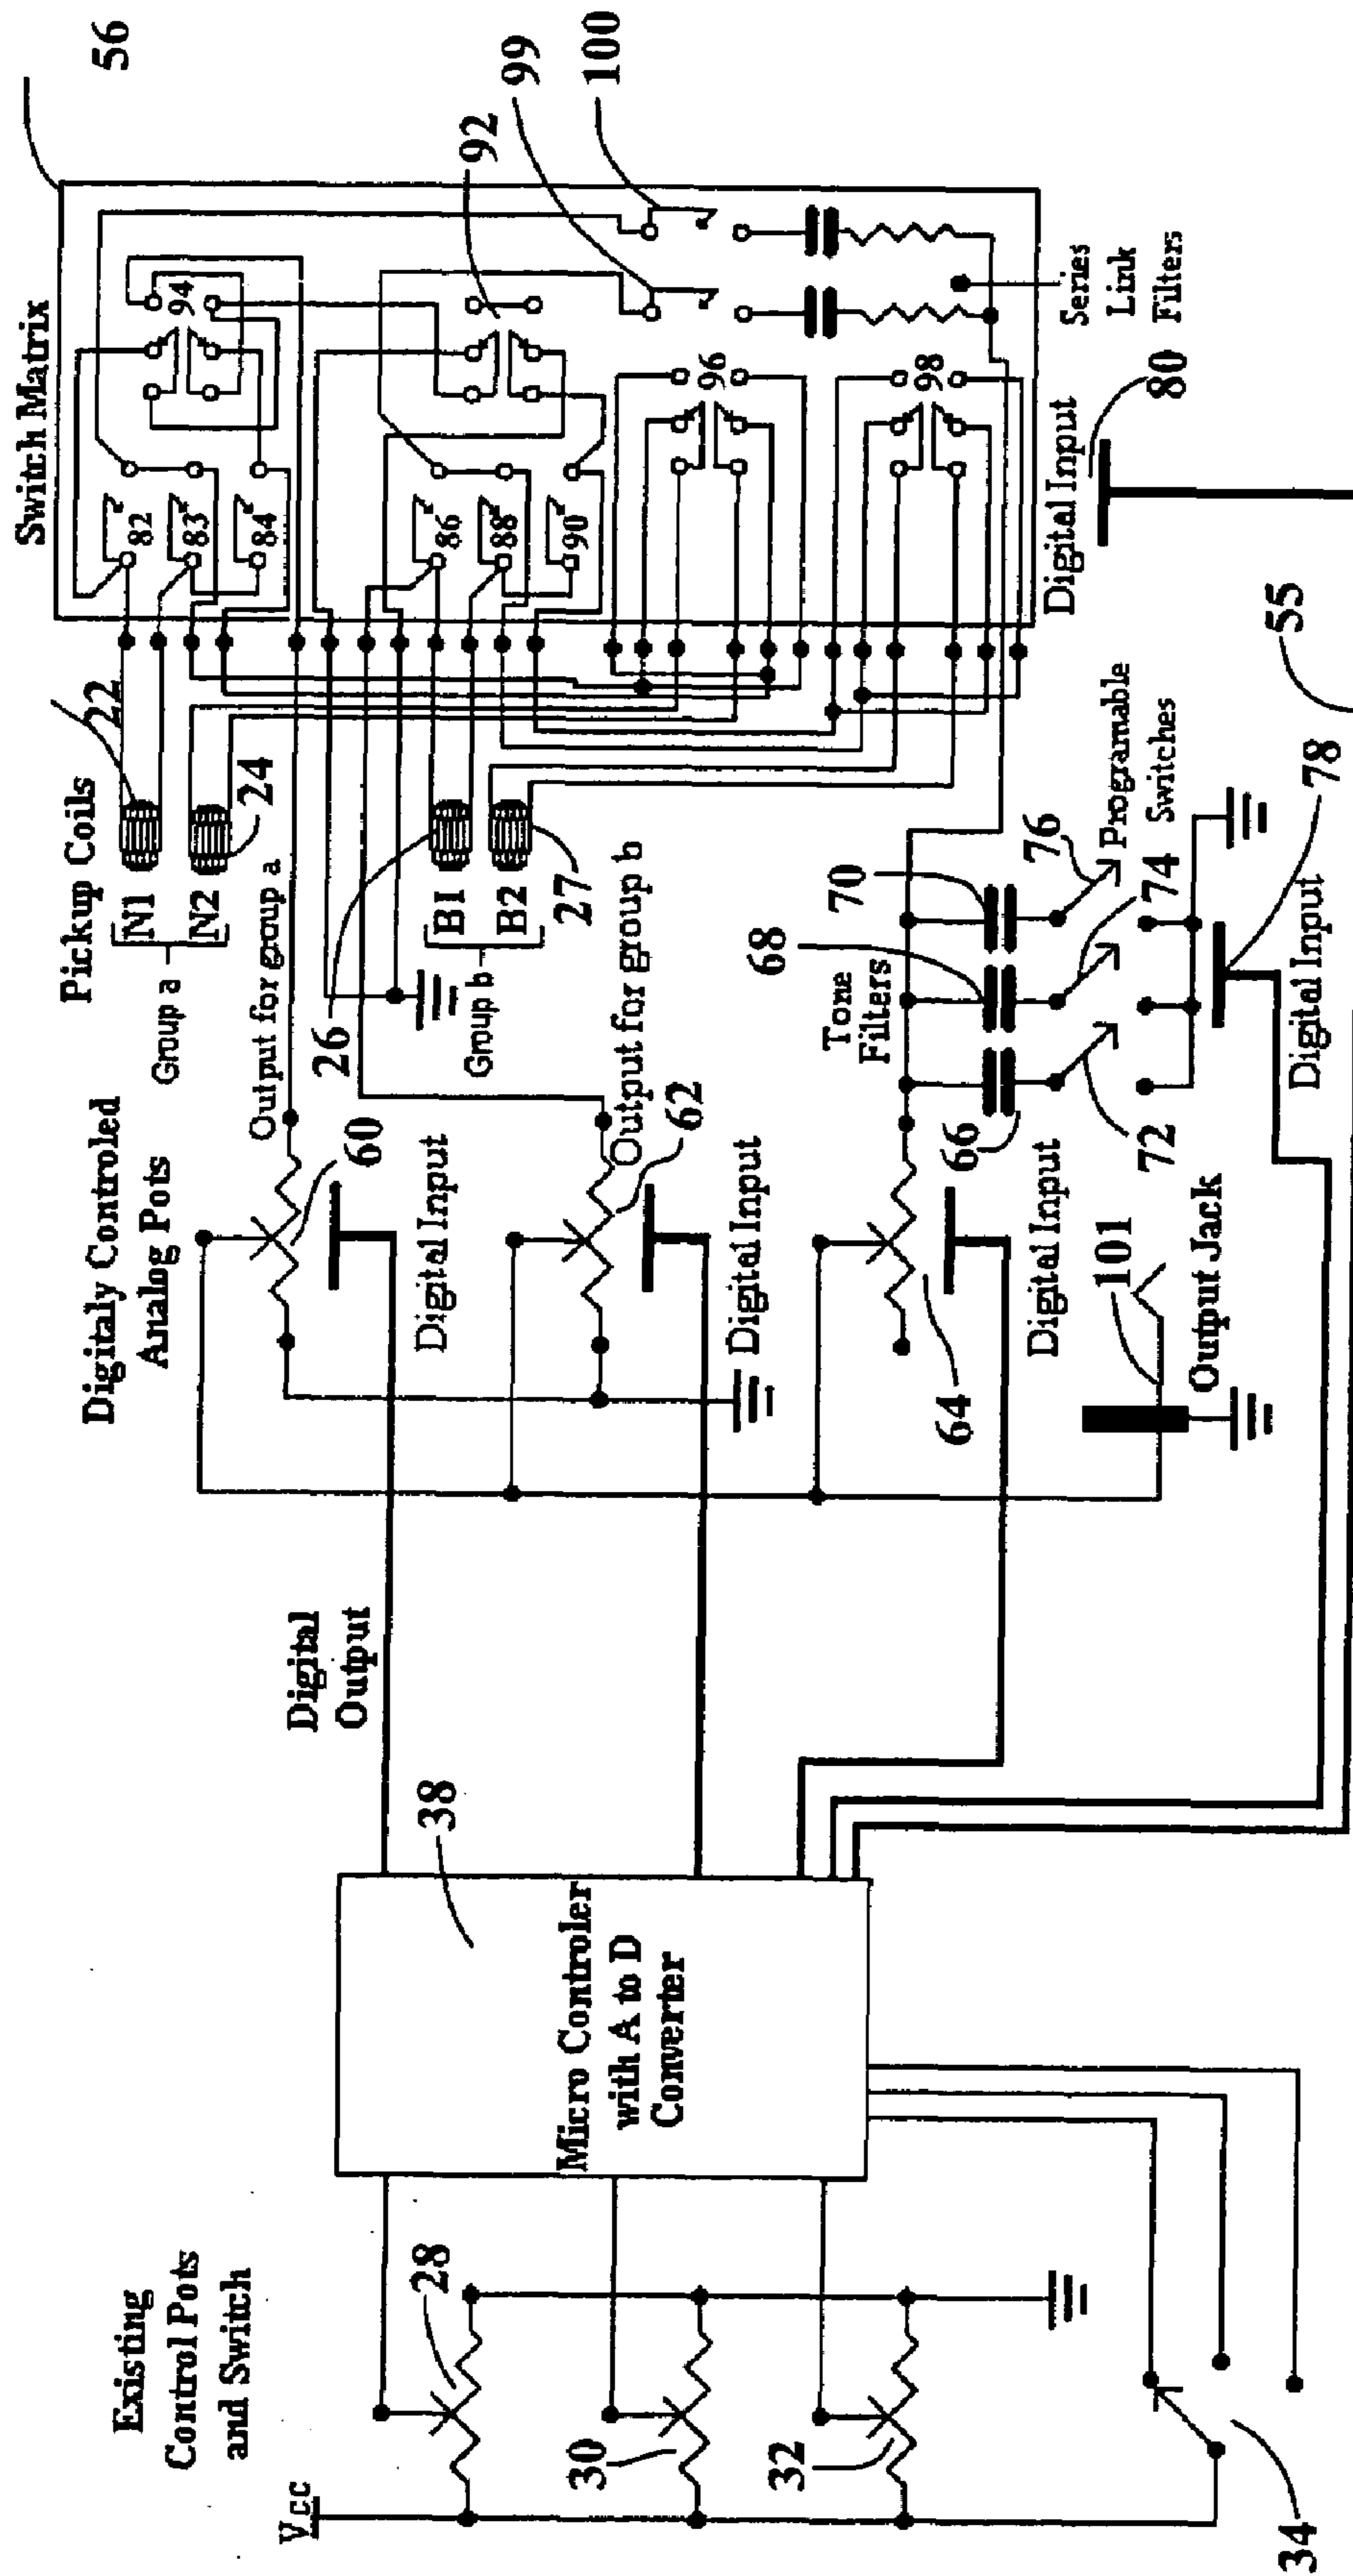 Existing
Control Pots
and Switch
Vcc
28
30
32
34
Micro Controler
with A to D
Converter
38
Digital
Output
Digitaly Controled
Analog Pots
60
Digital Input
62
Digital Input
64
Digital Input
101
Output Jack
Output for group a
Output for group b
Pickup Coils
N1
N2
Group a
22
24
B1
B2
Group b
26
27
Tone
Filters
66
68
70
72
74
76
Programable
Switches
78
Digital Input
55
Switch Matrix
56
82
83
84
94
86
88
90
92
96
98
99
100
Series
Link
Filters
80
Digital Input